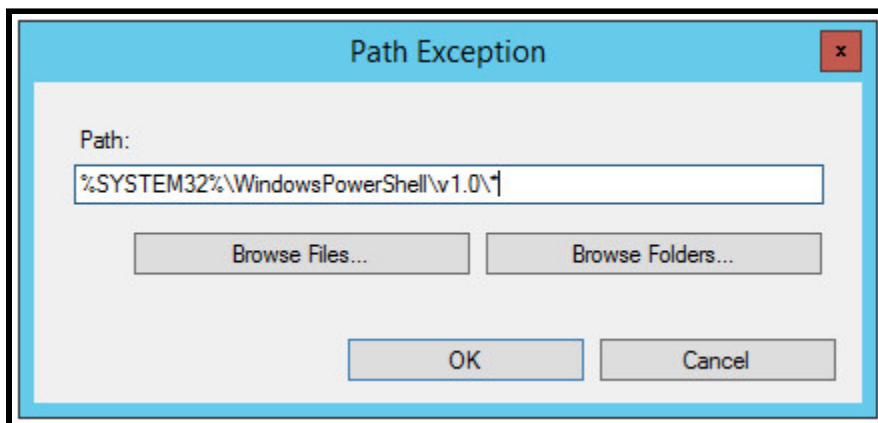 Path Exception
x
Path:
%SYSTEM32%\WindowsPowerShell\v1.0\*
Browse Files... Browse Folders...
OK Cancel